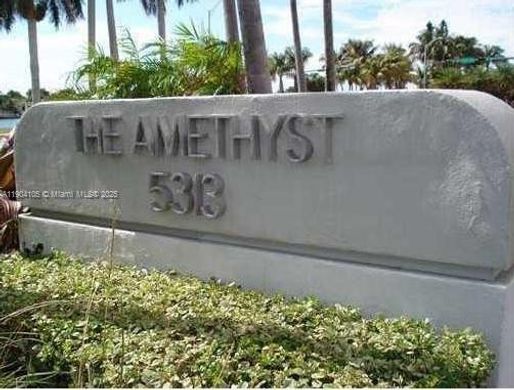 THE AMETHYST
5313
A11904105 © Miami MLS® 2025